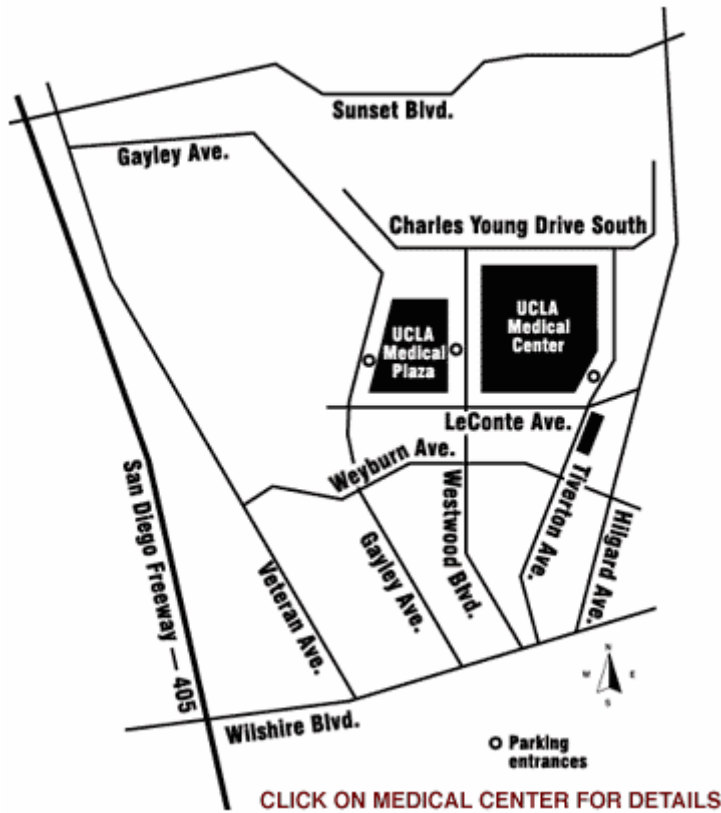 Sunset Blvd.
Gayley Ave.
Charles Young Drive South
UCLA
Medical
Plaza
UCLA
Medical
Center
LeConte Ave.
Weyburn Ave.
San Diego Freeway — 405
Veteran Ave.
Gayley Ave.
Westwood Blvd.
Tiverton Ave.
Hilgard Ave.
N
E
S
Wilshire Blvd.
Parking
entrances
CLICK ON MEDICAL CENTER FOR DETAILS